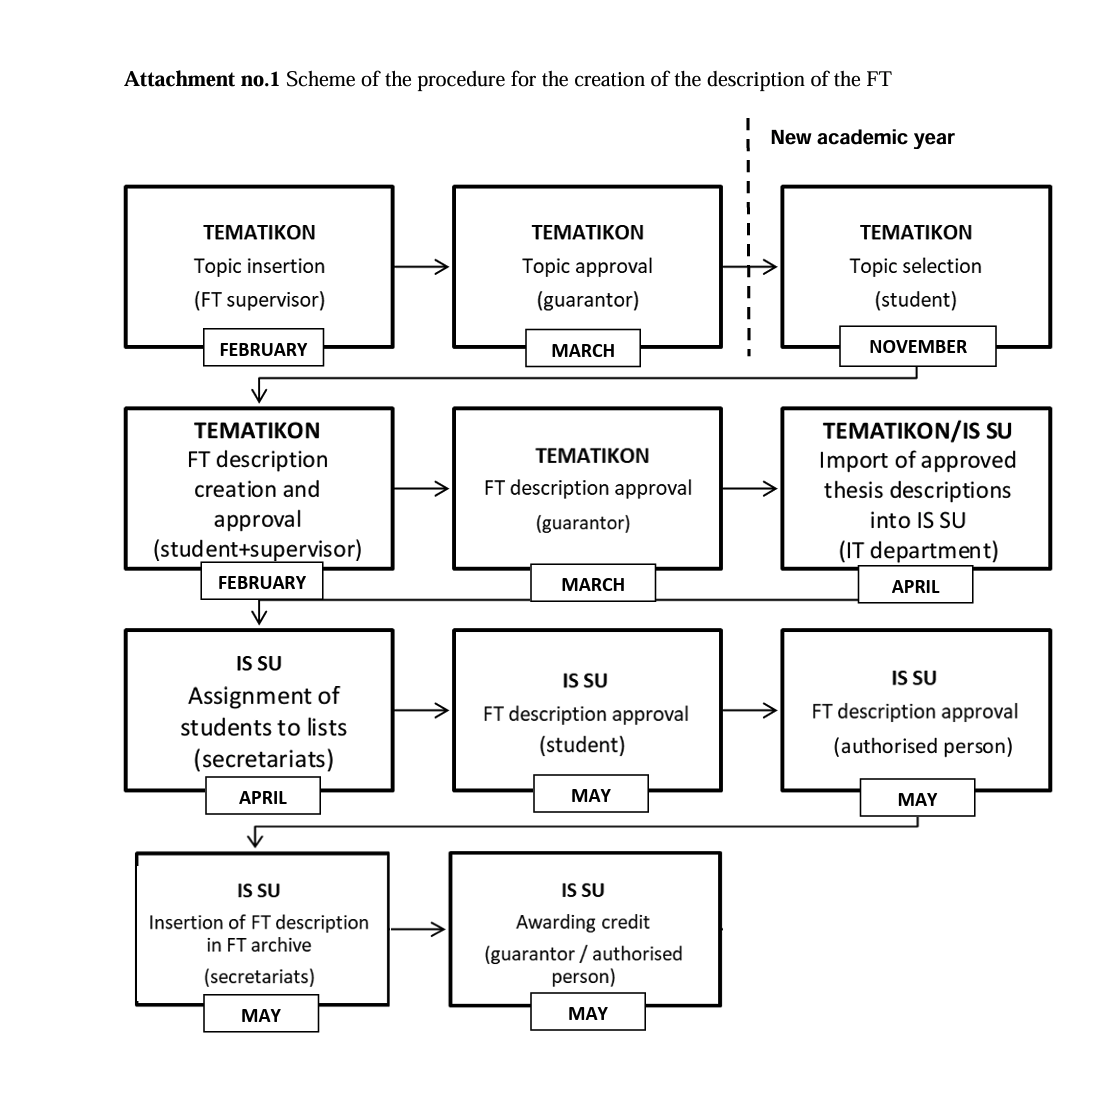 Attachment no.1 Scheme of the procedure for the creation of the description of the FT
New academic year
TEMATIKON
Topic insertion
(FT supervisor)
FEBRUARY
TEMATIKON
Topic approval
(guarantor)
MARCH
TEMATIKON
Topic selection
(student)
NOVEMBER
TEMATIKON
FT description
creation and
approval
(student+supervisor)
FEBRUARY
TEMATIKON
FT description approval
(guarantor)
MARCH
TEMATIKON/IS SU
Import of approved
thesis descriptions
into IS SU
(IT department)
APRIL
IS SU
Assignment of
students to lists
(secretariats)
APRIL
IS SU
FT description approval
(student)
MAY
IS SU
FT description approval
(authorised person)
MAY
IS SU
Insertion of FT description
in FT archive
(secretariats)
MAY
IS SU
Awarding credit
(guarantor / authorised
person)
MAY